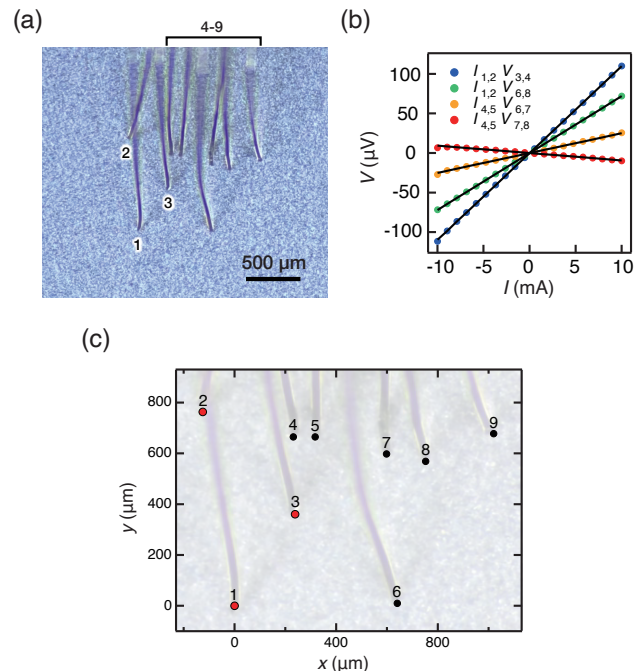 (a)
4-9
2
3
1
500 µm
(b)
V (µV)
100
50
0
-50
-100
I1,2 V3,4
I1,2 V6,8
I4,5 V6,7
I4,5 V7,8
-10 -5 0 5 10
I (mA)
(c)
y (µm)
800
600
400
200
0
2
4 5
9
7 8
3
1
6
0 400 800
x (µm)